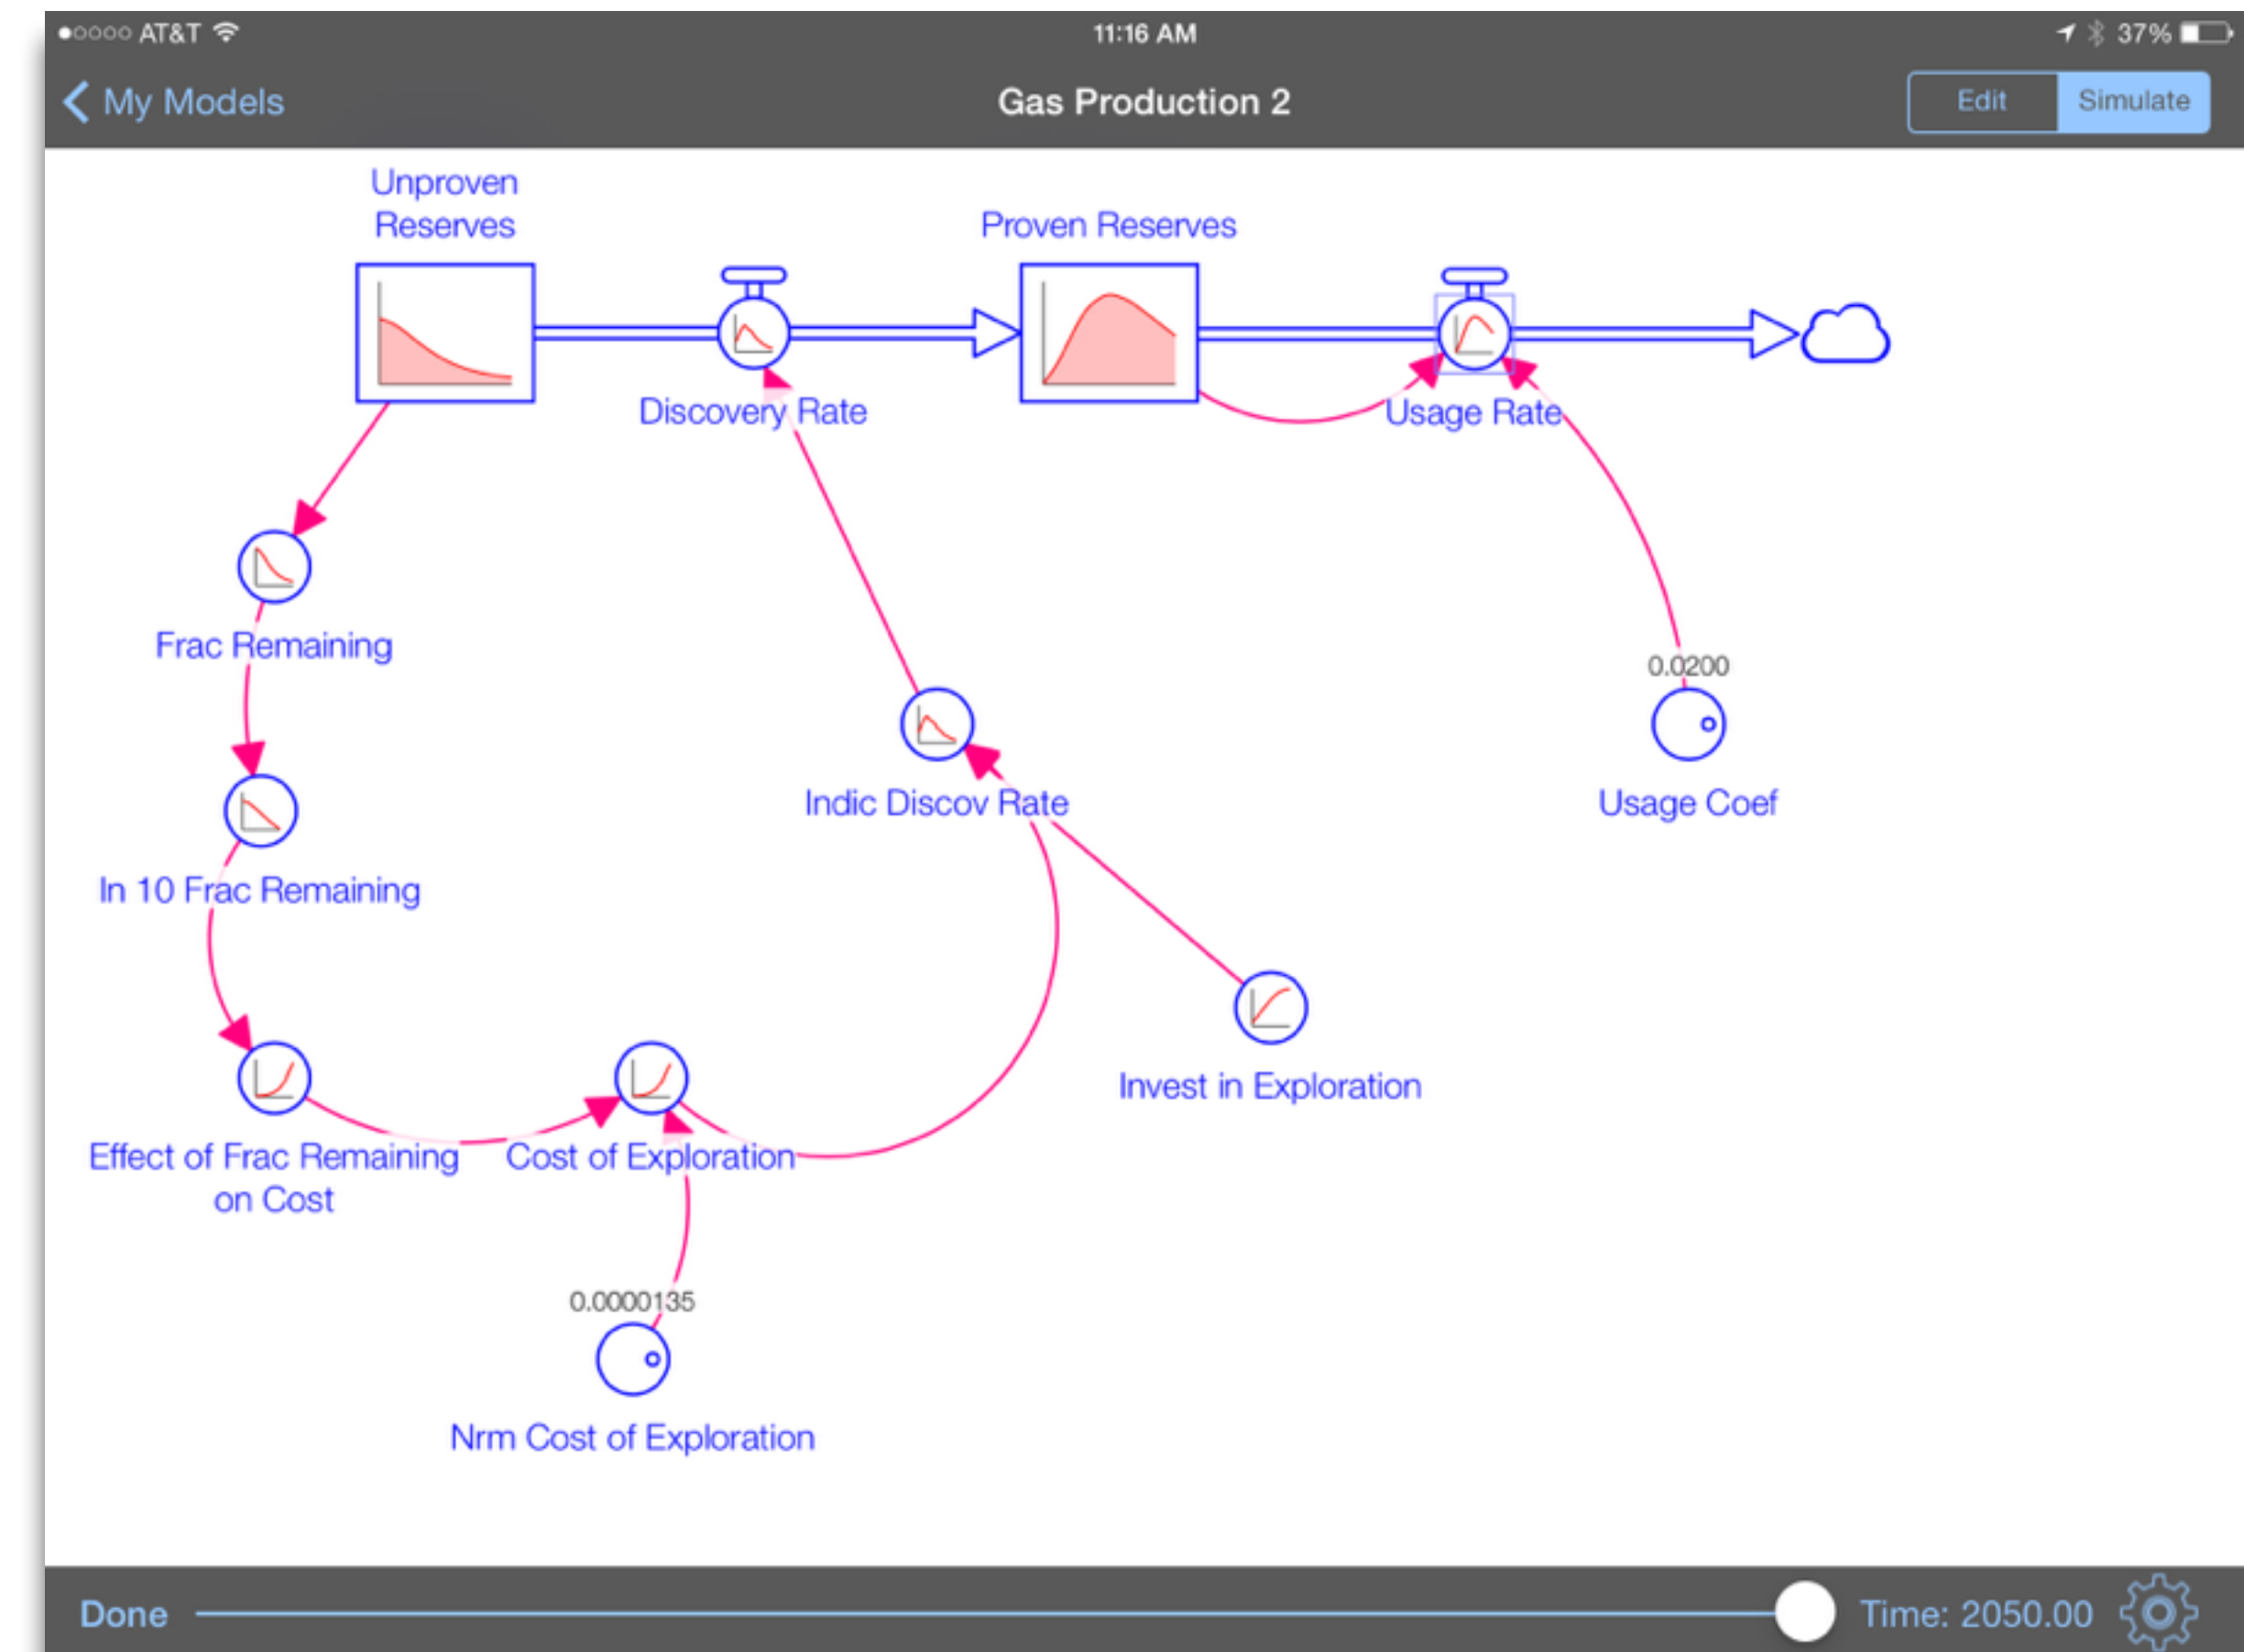 AT&T
11:16 AM
37%
My Models
Gas Production 2
Edit
Simulate
Unproven
Reserves
Proven Reserves
Discovery Rate
Usage Rate
Frac Remaining
0.0200
Indic Discov Rate
Usage Coef
In 10 Frac Remaining
Invest in Exploration
Effect of Frac Remaining
on Cost
Cost of Exploration
0.0000135
Nrm Cost of Exploration
Done
Time: 2050.00